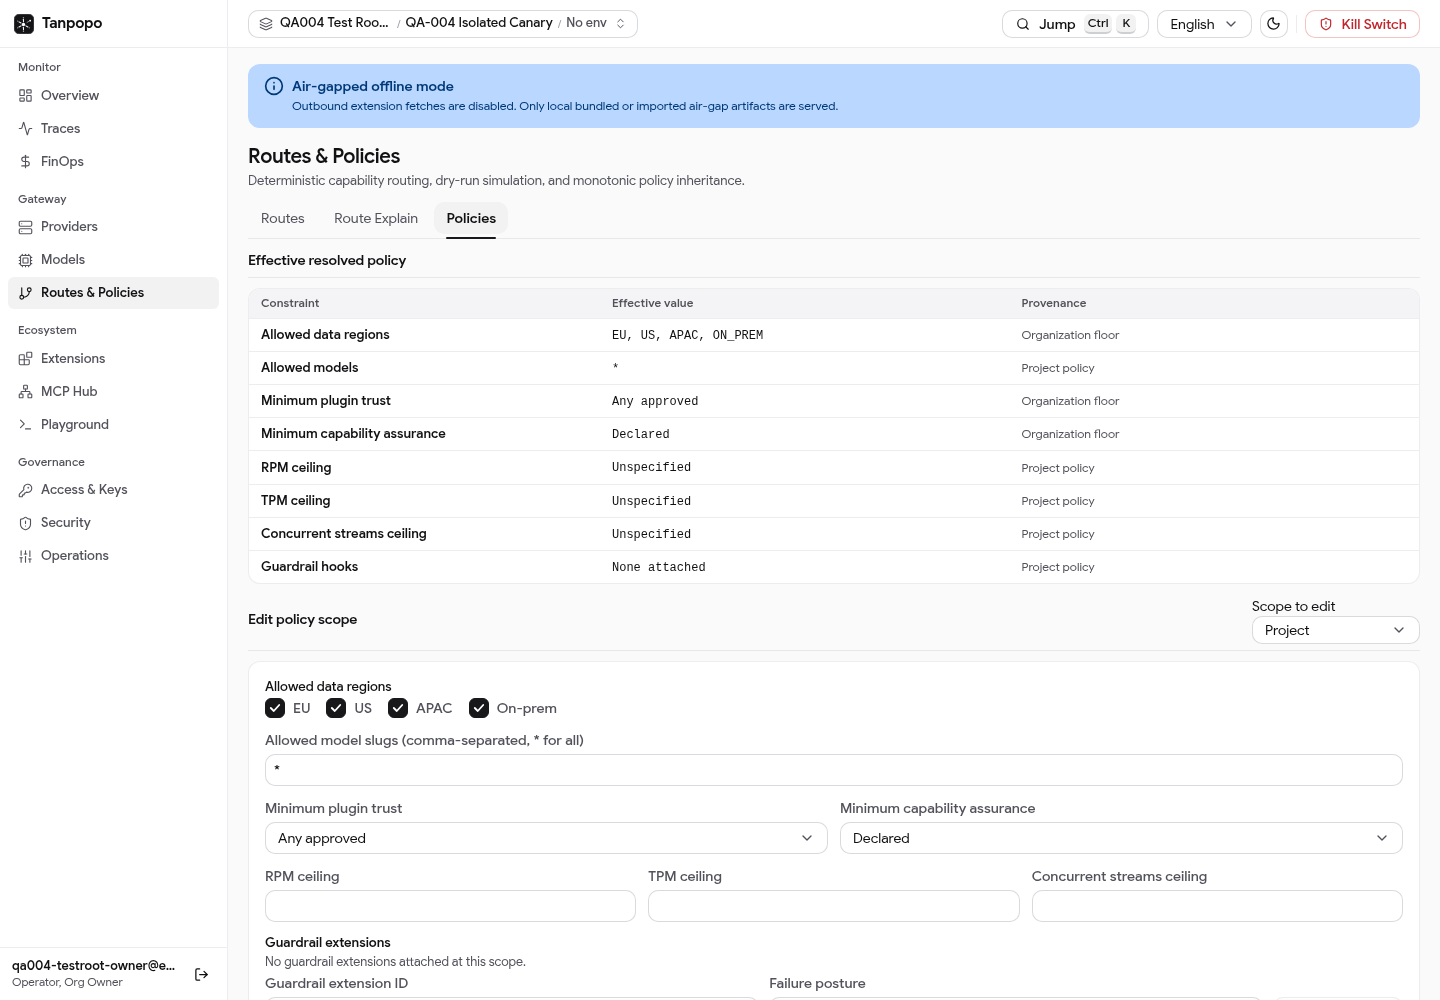 Tanpopo
QA004 Test Roo... / QA-004 Isolated Canary / No env
Jump Ctrl K
English
Kill Switch
Monitor
Overview
Traces
FinOps
Gateway
Providers
Models
Routes & Policies
Ecosystem
Extensions
MCP Hub
Playground
Governance
Access & Keys
Security
Operations
qa004-testroot-owner@e...
Operator, Org Owner
Air-gapped offline mode
Outbound extension fetches are disabled. Only local bundled or imported air-gap artifacts are served.
Routes & Policies
Deterministic capability routing, dry-run simulation, and monotonic policy inheritance.
Routes Route Explain Policies
Effective resolved policy
Constraint Effective value Provenance
Allowed data regions EU, US, APAC, ON_PREM Organization floor
Allowed models * Project policy
Minimum plugin trust Any approved Organization floor
Minimum capability assurance Declared Organization floor
RPM ceiling Unspecified Project policy
TPM ceiling Unspecified Project policy
Concurrent streams ceiling Unspecified Project policy
Guardrail hooks None attached Project policy
Edit policy scope
Scope to edit
Project
Allowed data regions
EU US APAC On-prem
Allowed model slugs (comma-separated, * for all)
*
Minimum plugin trust Minimum capability assurance
Any approved Declared
RPM ceiling TPM ceiling Concurrent streams ceiling
Guardrail extensions
No guardrail extensions attached at this scope.
Guardrail extension ID Failure posture